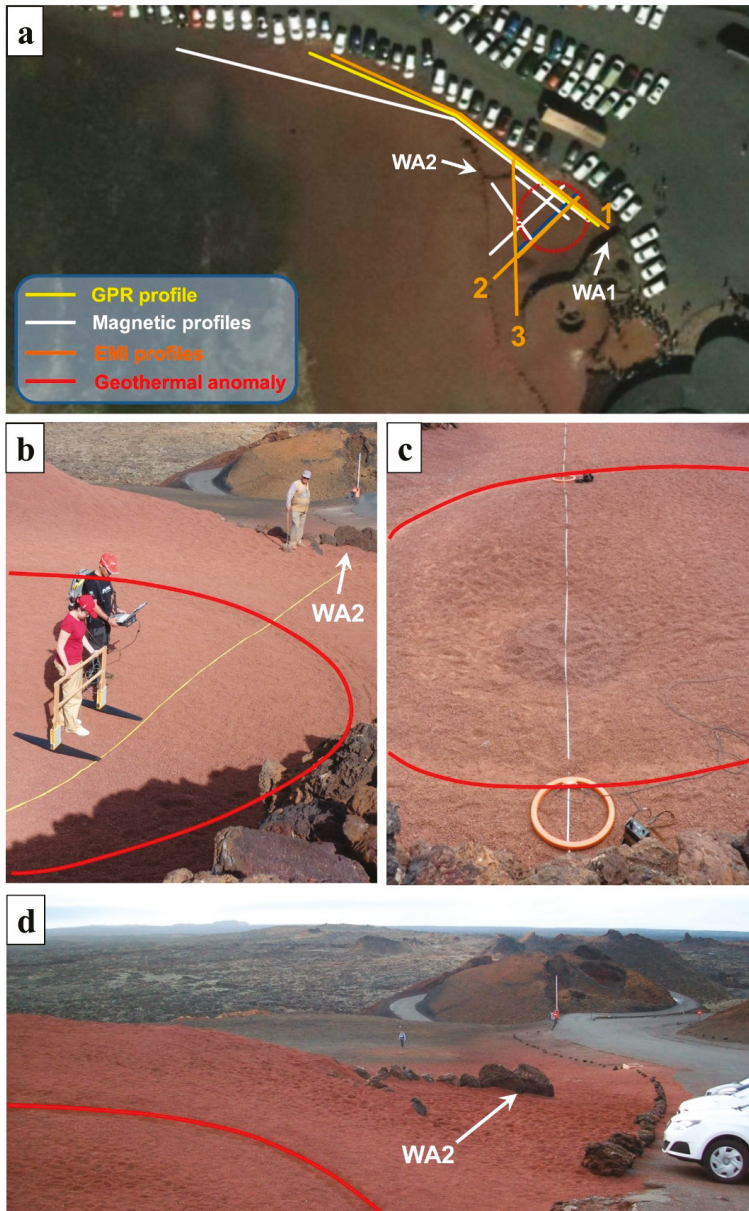 a
WA2
1
WA1
2
3
GPR profile
Magnetic profiles
EMI profiles
Geothermal anomaly
b
WA2
c
d
WA2